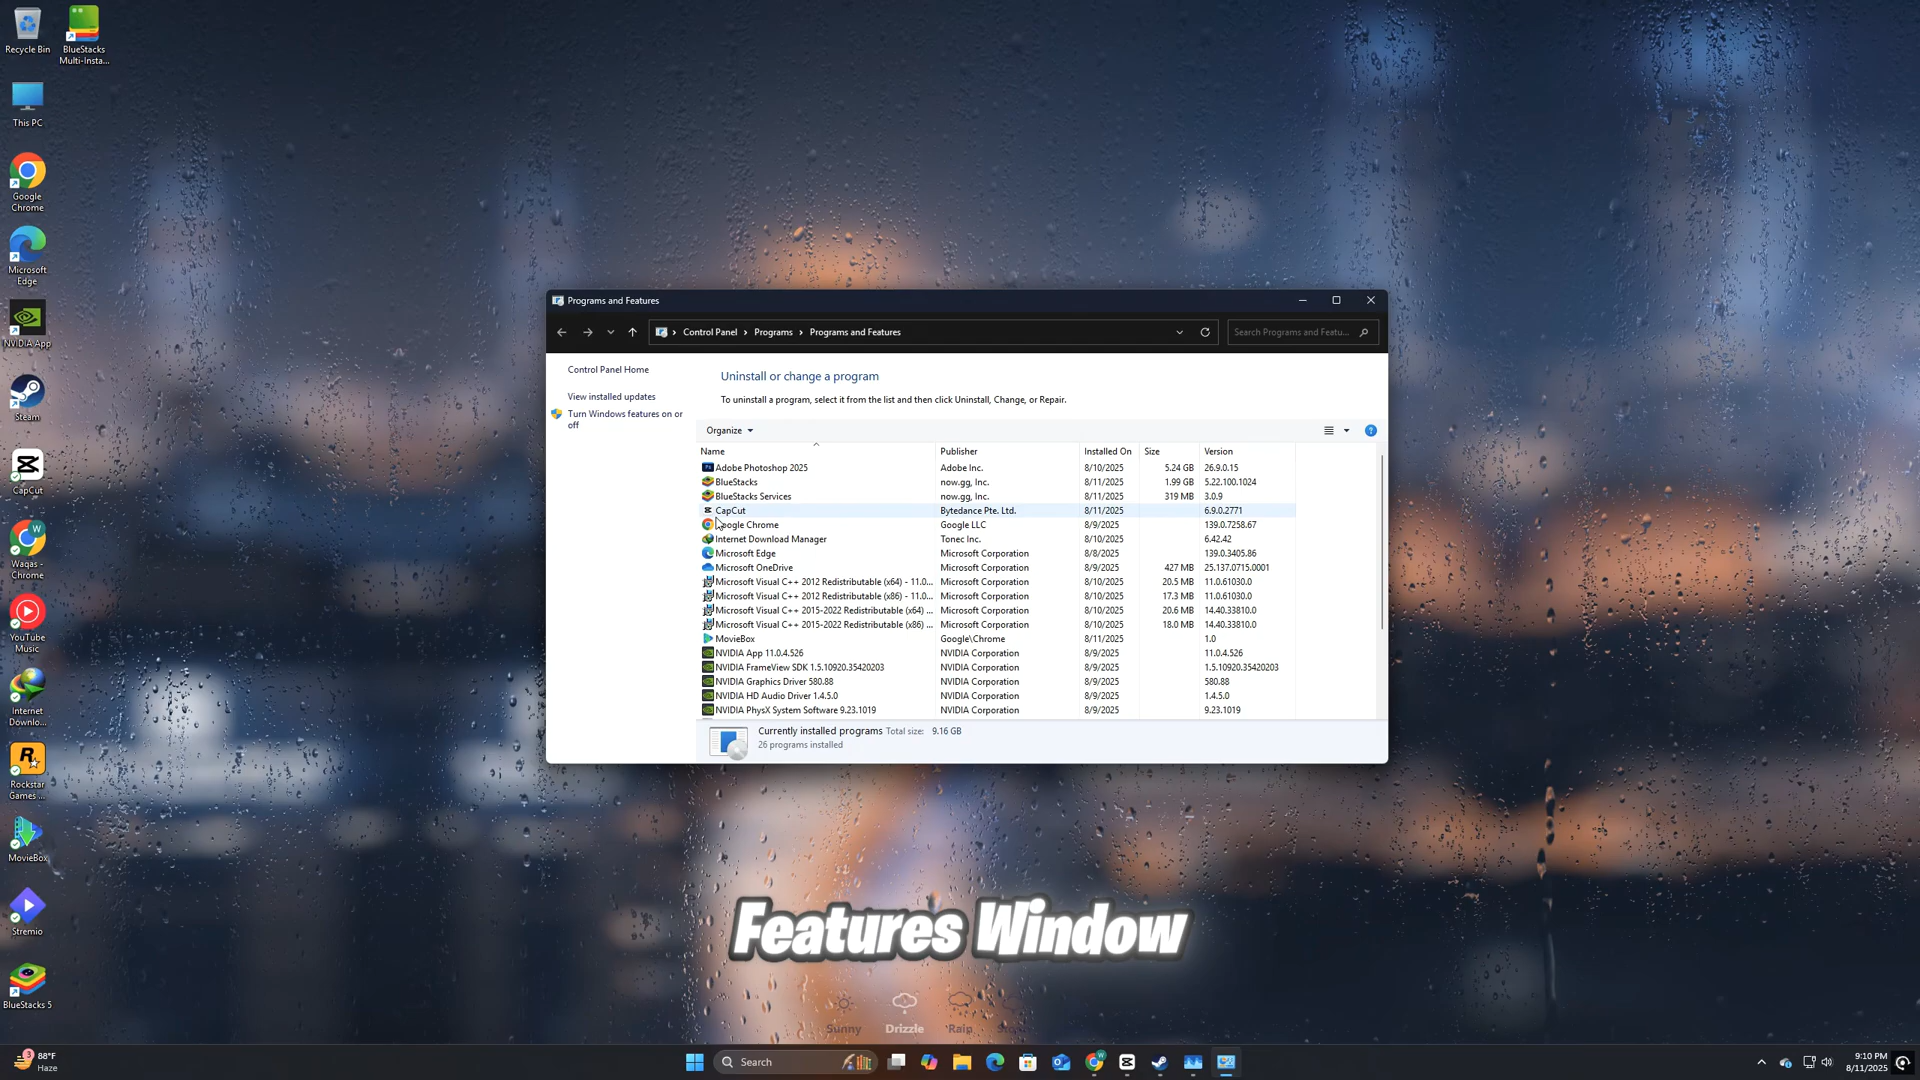 Recycle Bin
BlueStacks
Multi-Insta...
This PC
Google
Chrome
Microsoft
Edge
NVIDIA App
Steam
CapCut
Waqas -
Chrome
YouTube
Music
Internet
Downlo...
Rockstar
Games ...
MovieBox
Stremio
BlueStacks 5
Programs and Features
Control Panel > Programs > Programs and Features
Search Programs and Featu...
Control Panel Home
View installed updates
Turn Windows features on or
off
Uninstall or change a program
To uninstall a program, select it from the list and then click Uninstall, Change, or Repair.
Organize
Name Publisher Installed On Size Version
Adobe Photoshop 2025 Adobe Inc. 8/10/2025 5.24 GB 26.9.0.15
BlueStacks now.gg, Inc. 8/11/2025 1.99 GB 5.22.100.1024
BlueStacks Services now.gg, Inc. 8/11/2025 319 MB 3.0.9
CapCut Bytedance Pte. Ltd. 8/11/2025 6.9.0.2771
Google Chrome Google LLC 8/9/2025 139.0.7258.67
Internet Download Manager Tonec Inc. 8/10/2025 6.42.42
Microsoft Edge Microsoft Corporation 8/8/2025 139.0.3405.86
Microsoft OneDrive Microsoft Corporation 8/9/2025 427 MB 25.137.0715.0001
Microsoft Visual C++ 2012 Redistributable (x64) - 11.0... Microsoft Corporation 8/10/2025 20.5 MB 11.0.61030.0
Microsoft Visual C++ 2012 Redistributable (x86) - 11.0... Microsoft Corporation 8/10/2025 17.3 MB 11.0.61030.0
Microsoft Visual C++ 2015-2022 Redistributable (x64) ... Microsoft Corporation 8/10/2025 20.6 MB 14.40.33810.0
Microsoft Visual C++ 2015-2022 Redistributable (x86) ... Microsoft Corporation 8/10/2025 18.0 MB 14.40.33810.0
MovieBox Google\Chrome 8/11/2025 1.0
NVIDIA App 11.0.4.526 NVIDIA Corporation 8/9/2025 11.0.4.526
NVIDIA FrameView SDK 1.5.10920.35420203 NVIDIA Corporation 8/9/2025 1.5.10920.35420203
NVIDIA Graphics Driver 580.88 NVIDIA Corporation 8/9/2025 580.88
NVIDIA HD Audio Driver 1.4.5.0 NVIDIA Corporation 8/9/2025 1.4.5.0
NVIDIA PhysX System Software 9.23.1019 NVIDIA Corporation 8/9/2025 9.23.1019
Currently installed programs Total size: 9.16 GB
26 programs installed
Features Window
Sunny Drizzle Rain
88°F
Haze
Search
9:10 PM
8/11/2025